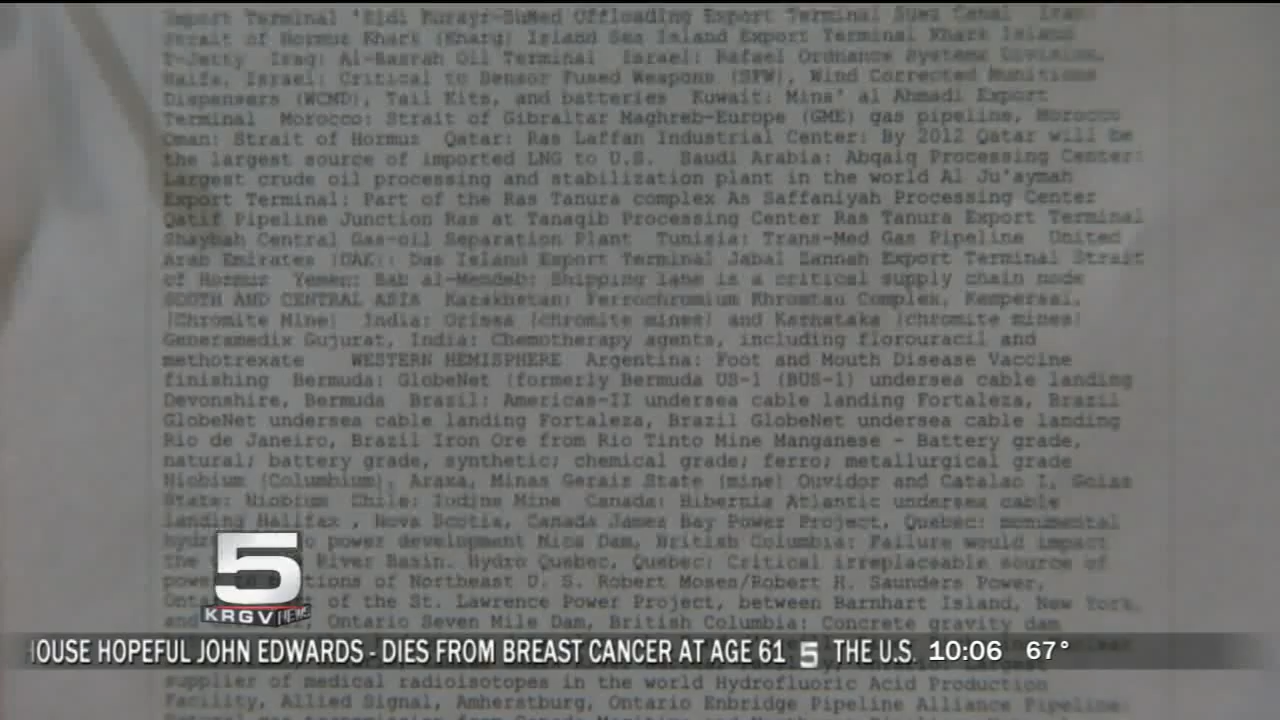 Export Terminal 'Eidi Kurayr-SuMed Offloading Export Terminal Suez Canal Iran:
Strait of Hormuz Khark (Kharg) Island Sea Island Export Terminal Khark Island
T-Jetty Iraq: Al-Basrah Oil Terminal Israel: Rafael Ordnance Systems Division,
Haifa, Israel: Critical to Sensor Fused Weapons (SFW), Wind Corrected Munitions
Dispensers (WCMD), Tail Kits, and batteries Kuwait: Mina' al Ahmadi Export
Terminal Morocco: Strait of Gibraltar Maghreb-Europe (GME) gas pipeline, Morocco
Oman: Strait of Hormuz Qatar: Ras Laffan Industrial Center: By 2012 Qatar will be
the largest source of imported LNG to U.S. Saudi Arabia: Abqaiq Processing Center:
Largest crude oil processing and stabilization plant in the world Al Ju'aymah
Export Terminal: Part of the Ras Tanura complex As Saffaniyah Processing Center
Qatif Pipeline Junction Ras at Tanaqib Processing Center Ras Tanura Export Terminal
Shaybah Central Gas-oil Separation Plant Tunisia: Trans-Med Gas Pipeline United
Arab Emirates (UAE): Das Island Export Terminal Jabal Zannah Export Terminal Strait
of Hormuz Yemen: Bab al-Mendeb: Shipping lane is a critical supply chain node
SOUTH AND CENTRAL ASIA Kazakhstan: Ferrochromium Khromtau Complex, Kempersai,
(Chromite Mine) India: Orissa (chromite mines) and Karnataka (chromite mines)
Generamedix Gujurat, India: Chemotherapy agents, including florouracil and
methotrexate WESTERN HEMISPHERE Argentina: Foot and Mouth Disease Vaccine
finishing Bermuda: GlobeNet (formerly Bermuda US-1 (BUS-1) undersea cable landing
Devonshire, Bermuda Brazil: Americas-II undersea cable landing Fortaleza, Brazil
GlobeNet undersea cable landing Fortaleza, Brazil GlobeNet undersea cable landing
Rio de Janeiro, Brazil Iron Ore from Rio Tinto Mine Manganese - Battery grade,
natural; battery grade, synthetic; chemical grade; ferro; metallurgical grade
Niobium (Columbium), Araxa, Minas Gerais State (mine) Ouvidor and Catalao I, Goias
State: Niobium Chile: Iodine Mine Canada: Hibernia Atlantic undersea cable
landing Halifax , Nova Scotia, Canada James Bay Power Project, Quebec: monumental
power development Mica Dam, British Columbia: Failure would impact
the River Basin. Hydro Quebec, Quebec: Critical irreplaceable source of
power to portions of Northeast U. S. Robert Moses/Robert H. Saunders Power,
of the St. Lawrence Power Project, between Barnhart Island, New York,
and Ontario Seven Mile Dam, British Columbia: Concrete gravity dam
5
KRGV NEWS
HOUSE HOPEFUL JOHN EDWARDS - DIES FROM BREAST CANCER AT AGE 61 5 THE U.S. 10:06 67°
supplier of medical radioisotopes in the world Hydrofluoric Acid Production
Facility, Allied Signal, Amherstburg, Ontario Enbridge Pipeline Alliance Pipeline: